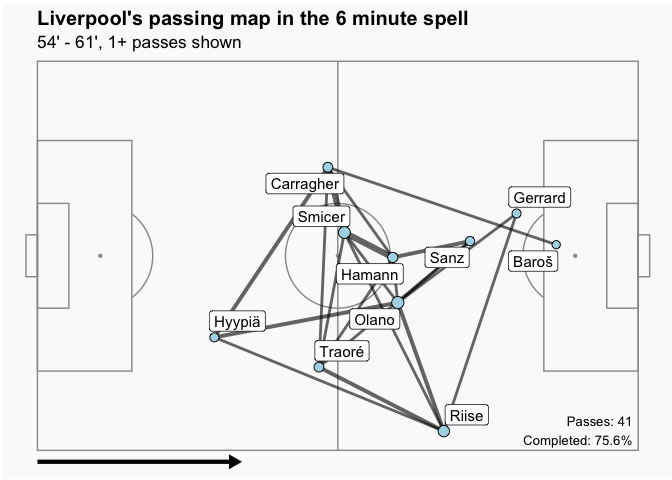 Liverpool's passing map in the 6 minute spell
54' - 61', 1+ passes shown
Carragher
Gerrard
Smicer
Sanz
Baroš
Hamann
Olano
Hyypiä
Traoré
Riise
Passes: 41
Completed: 75.6%